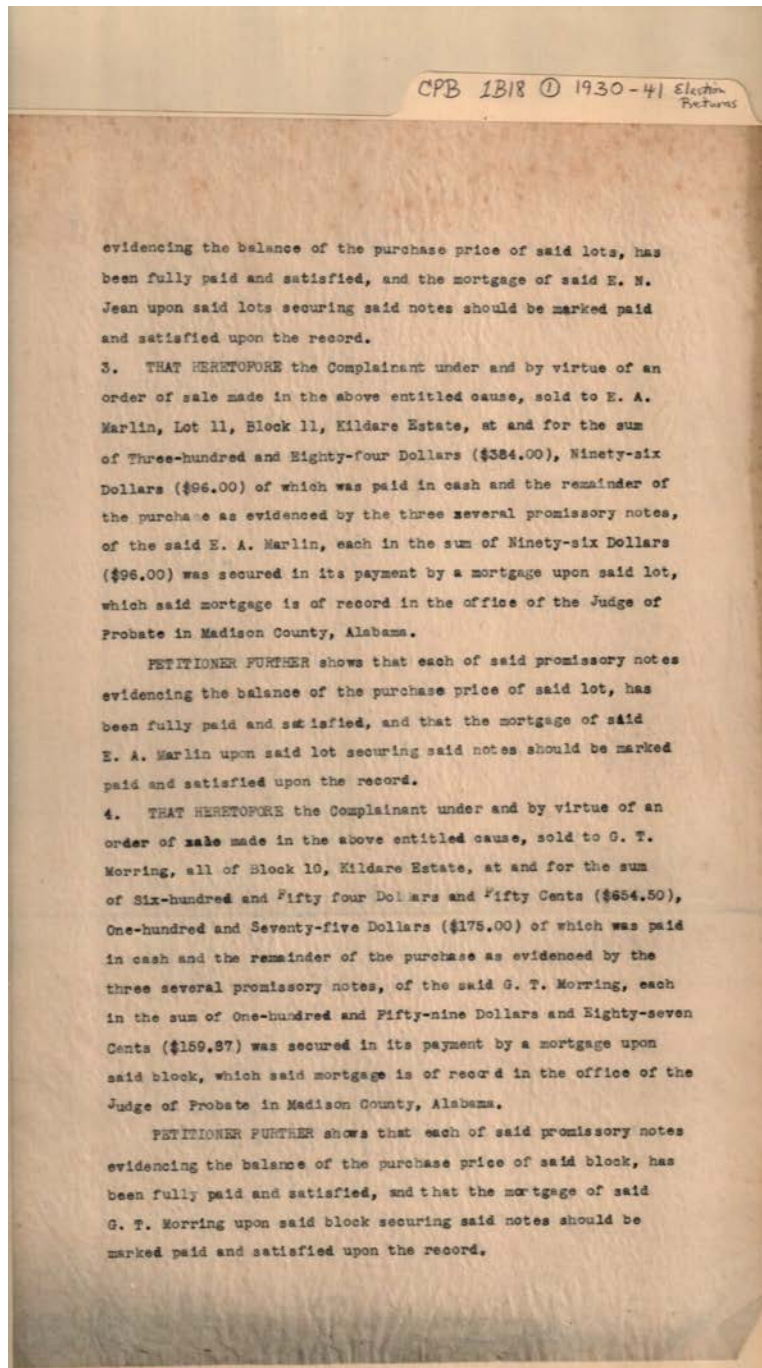 CPB 1B18 ① 1930-41 Election
Returns
evidencing the balance of the purchase price of said lots, has
been fully paid and satisfied, and the mortgage of said E. N.
Jean upon said lots securing said notes should be marked paid
and satisfied upon the record.
3. THAT HERETOFORE the Complainant under and by virtue of an
order of sale made in the above entitled cause, sold to E. A.
Marlin, Lot 11, Block 11, Kildare Estate, at and for the sum
of Three-hundred and Eighty-four Dollars ($384.00), Ninety-six
Dollars ($96.00) of which was paid in cash and the remainder of
the purchase as evidenced by the three several promissory notes,
of the said E. A. Marlin, each in the sum of Ninety-six Dollars
($96.00) was secured in its payment by a mortgage upon said lot,
which said mortgage is of record in the office of the Judge of
Probate in Madison County, Alabama.
PETITIONER FURTHER shows that each of said promissory notes
evidencing the balance of the purchase price of said lot, has
been fully paid and satisfied, and that the mortgage of said
E. A. Marlin upon said lot securing said notes should be marked
paid and satisfied upon the record.
4. THAT HERETOFORE the Complainant under and by virtue of an
order of sale made in the above entitled cause, sold to G. T.
Morring, all of Block 10, Kildare Estate, at and for the sum
of Six-hundred and Fifty four Dollars and Fifty Cents ($654.50),
One-hundred and Seventy-five Dollars ($175.00) of which was paid
in cash and the remainder of the purchase as evidenced by the
three several promissory notes, of the said G. T. Morring, each
in the sum of One-hundred and Fifty-nine Dollars and Eighty-seven
Cents ($159.87) was secured in its payment by a mortgage upon
said block, which said mortgage is of record in the office of the
Judge of Probate in Madison County, Alabama.
PETITIONER FURTHER shows that each of said promissory notes
evidencing the balance of the purchase price of said block, has
been fully paid and satisfied, and that the mortgage of said
G. T. Morring upon said block securing said notes should be
marked paid and satisfied upon the record.